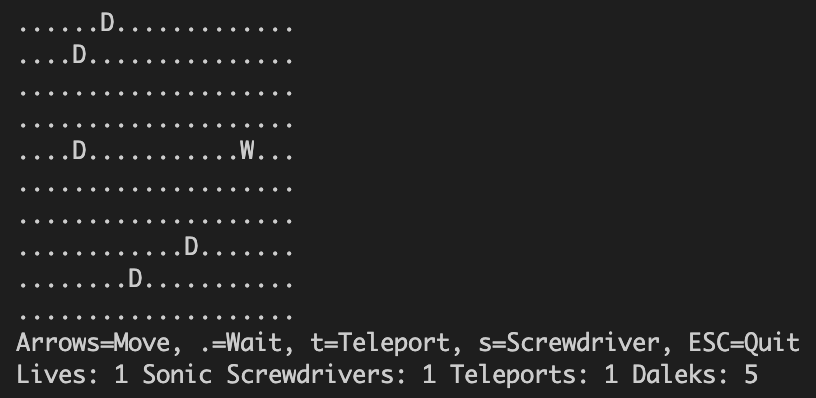 ......D.............
....D...............
....................
....................
....D...........W...
....................
....................
............D.......
........D...........
....................
Arrows=Move, .=Wait, t=Teleport, s=Screwdriver, ESC=Quit
Lives: 1 Sonic Screwdrivers: 1 Teleports: 1 Daleks: 5